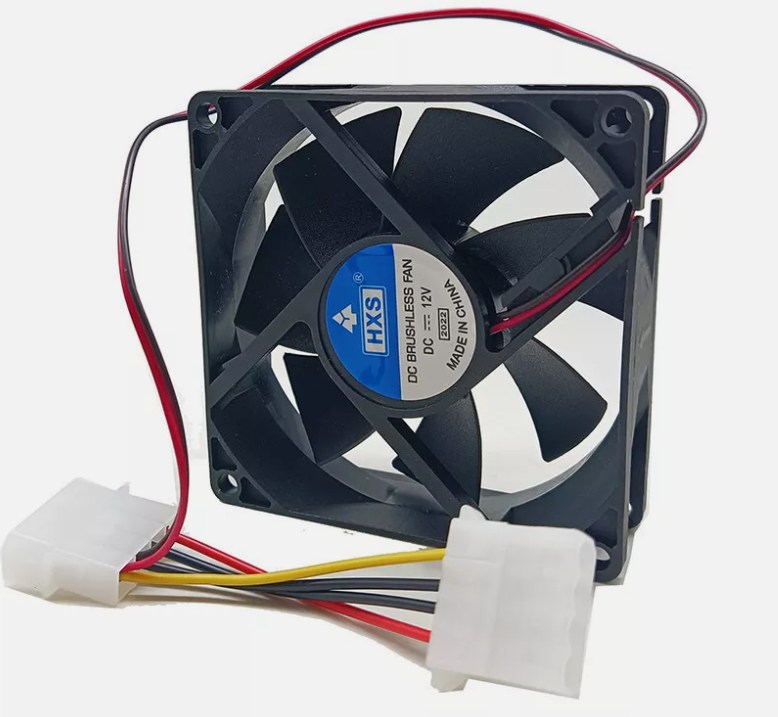 HXS®
DC BRUSHLESS FAN
DC ⎓ 12V
2022
MADE IN CHINA